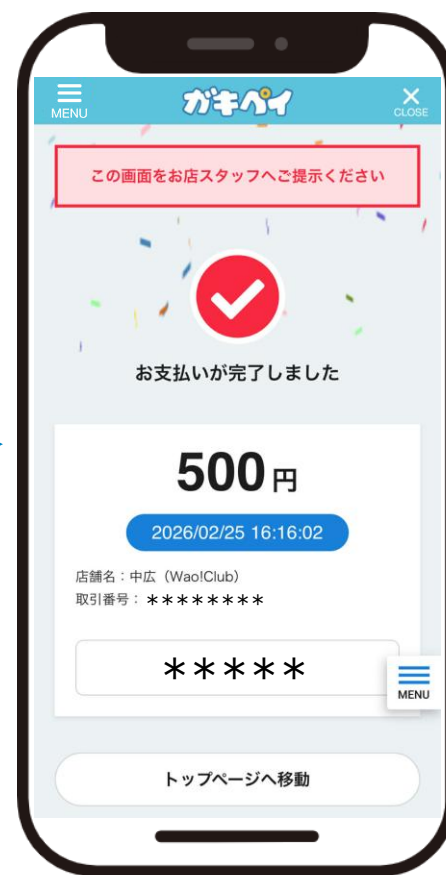 MENU
ガキペイ
CLOSE
この画面をお店スタッフへご提示ください
お支払いが完了しました
500円
2026/02/25 16:16:02
店舗名：中広（Wao!Club）
取引番号：＊＊＊＊＊＊＊＊
＊＊＊＊＊
MENU
トップページへ移動